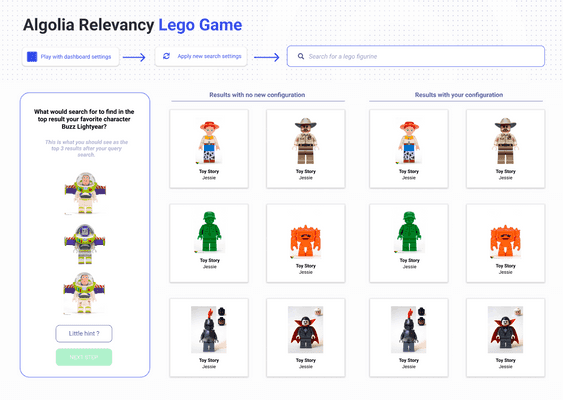 Algolia Relevancy Lego Game
Play with dashboard settings
Apply new search settings
Search for a lego figurine
What would search for to find in the
top result your favorite character
Buzz Lightyear?
This is what you should see as the
top 3 results after your query
search.
Little hint ?
NEXT STEP
Results with no new configuration
Results with your configuration
Toy Story
Jessie
Toy Story
Jessie
Toy Story
Jessie
Toy Story
Jessie
Toy Story
Jessie
Toy Story
Jessie
Toy Story
Jessie
Toy Story
Jessie
Toy Story
Jessie
Toy Story
Jessie
Toy Story
Jessie
Toy Story
Jessie